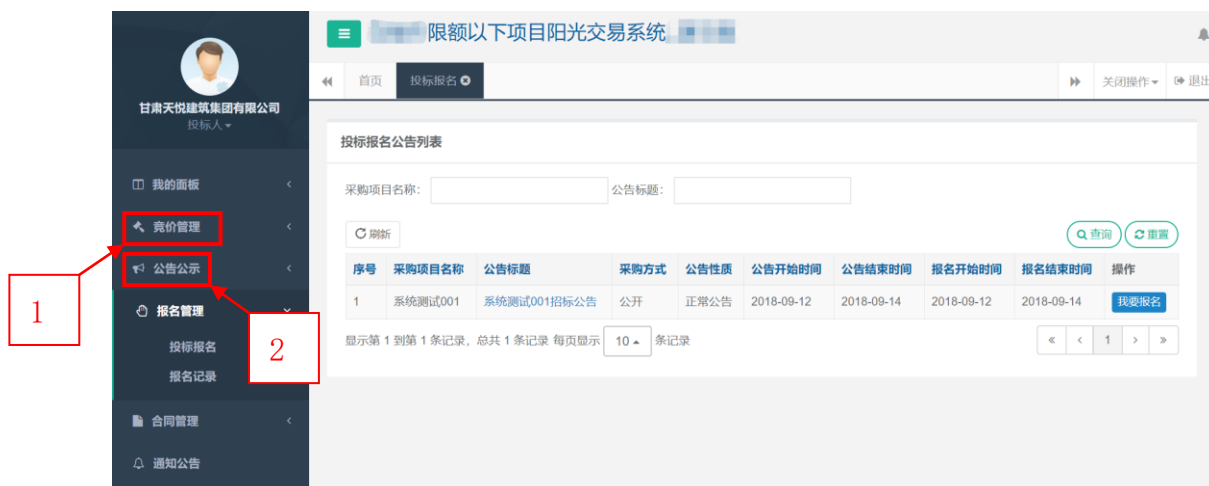 限额以下项目阳光交易系统
首页 投标报名 关闭操作 退出
甘肃天悦建筑集团有限公司
投标人
我的面板
竞价管理
公告公示
报名管理
投标报名
报名记录
合同管理
通知公告
1
2
投标报名公告列表
采购项目名称: 公告标题:
刷新 查询 重置
序号 采购项目名称 公告标题 采购方式 公告性质 公告开始时间 公告结束时间 报名开始时间 报名结束时间 操作
1 系统测试001 系统测试001招标公告 公开 正常公告 2018-09-12 2018-09-14 2018-09-12 2018-09-14 我要报名
显示第 1 到第 1 条记录, 总共 1 条记录 每页显示 10 条记录 « ‹ 1 › »